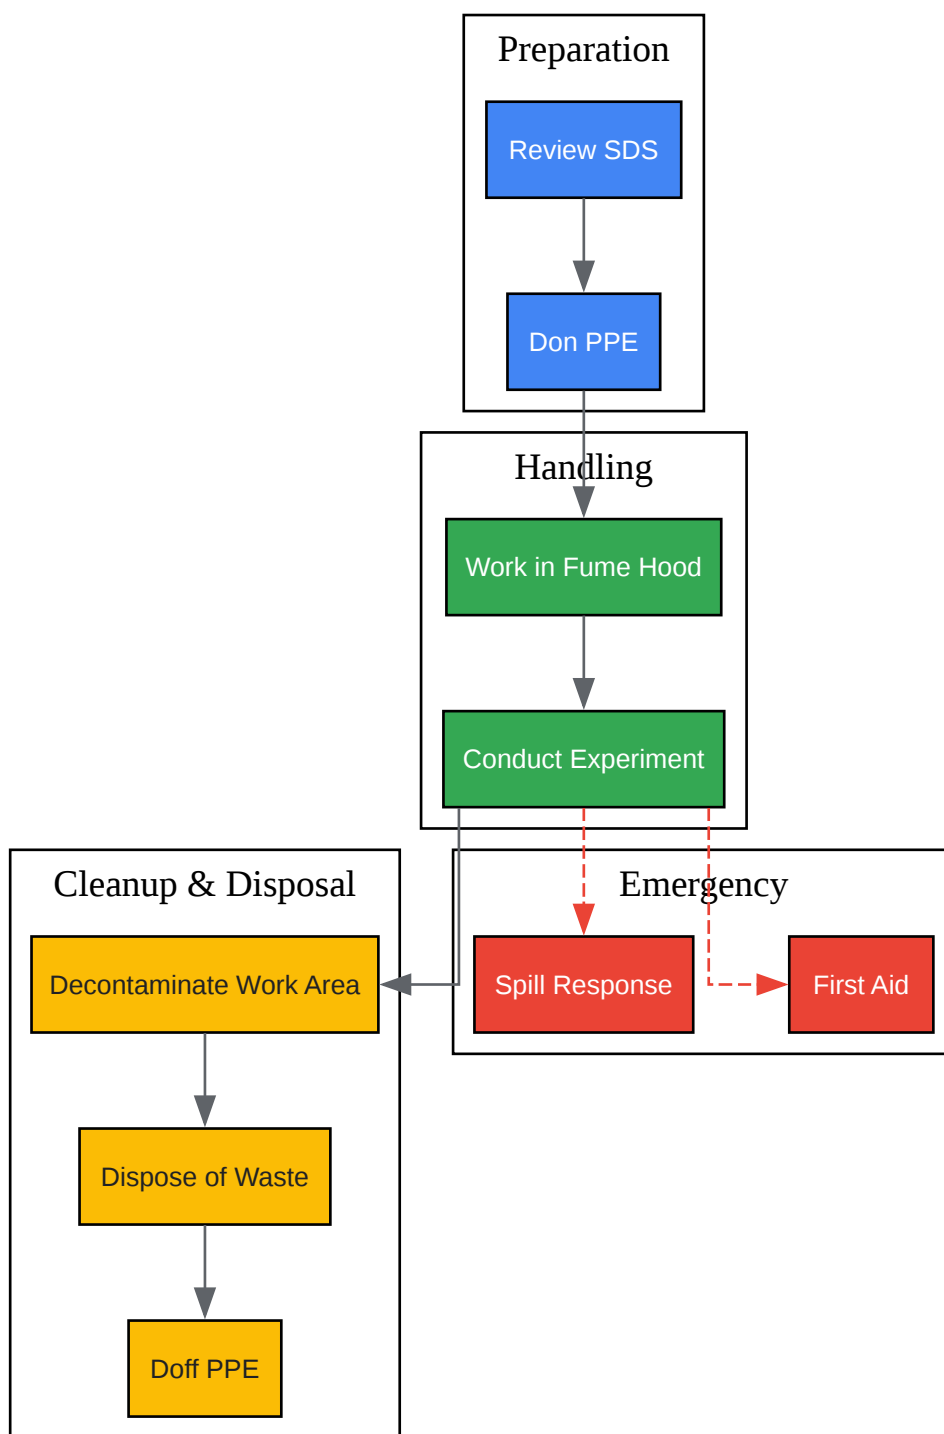 Preparation
Review SDS
Don PPE
Handling
Work in Fume Hood
Conduct Experiment
Cleanup & Disposal
Emergency
Decontaminate Work Area
Spill Response
First Aid
Dispose of Waste
Doff PPE